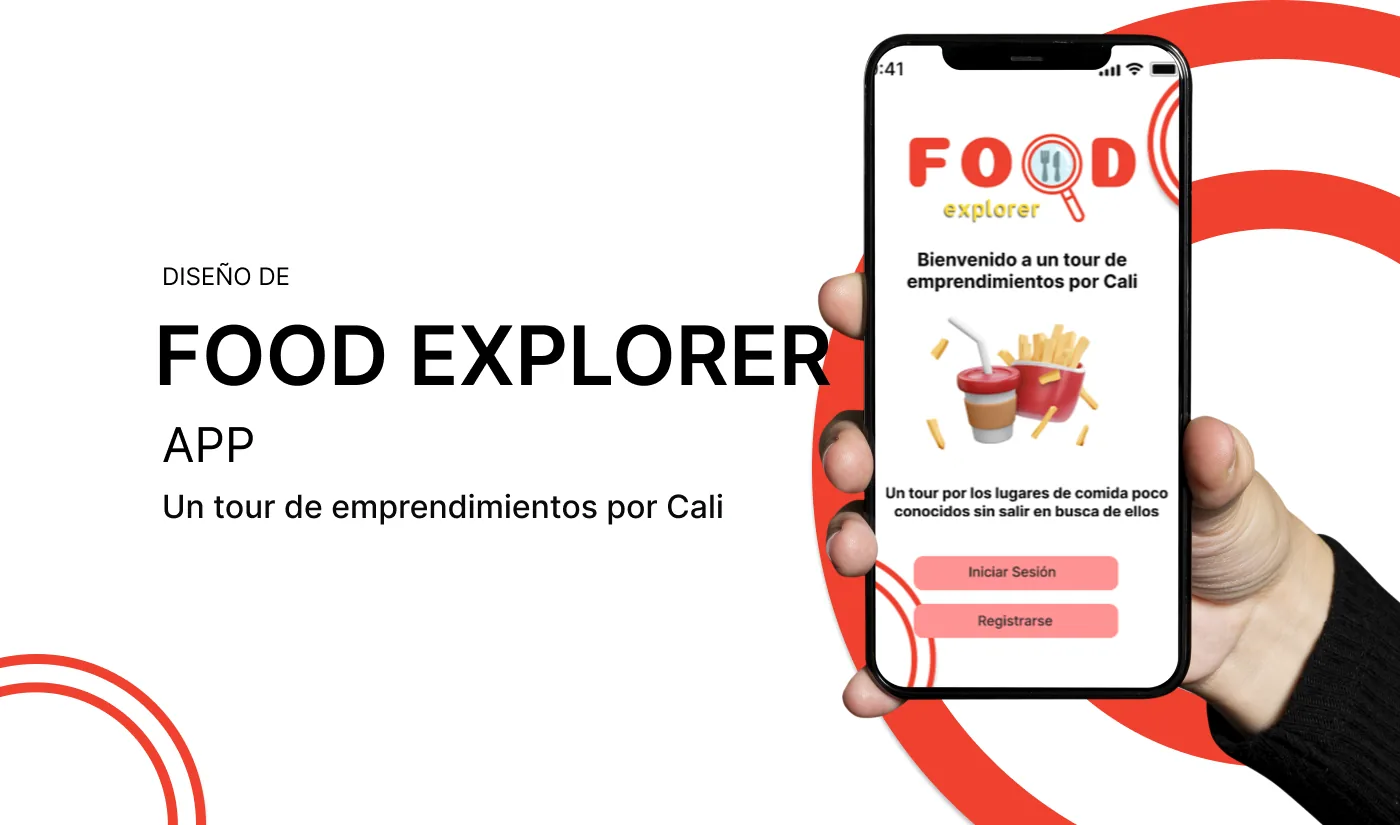 DISEÑO DE
FOOD EXPLORER
APP
Un tour de emprendimientos por Cali
:41
FOOD
explorer
Bienvenido a un tour de
emprendimientos por Cali
Un tour por los lugares de comida poco
conocidos sin salir en busca de ellos
Iniciar Sesión
Registrarse